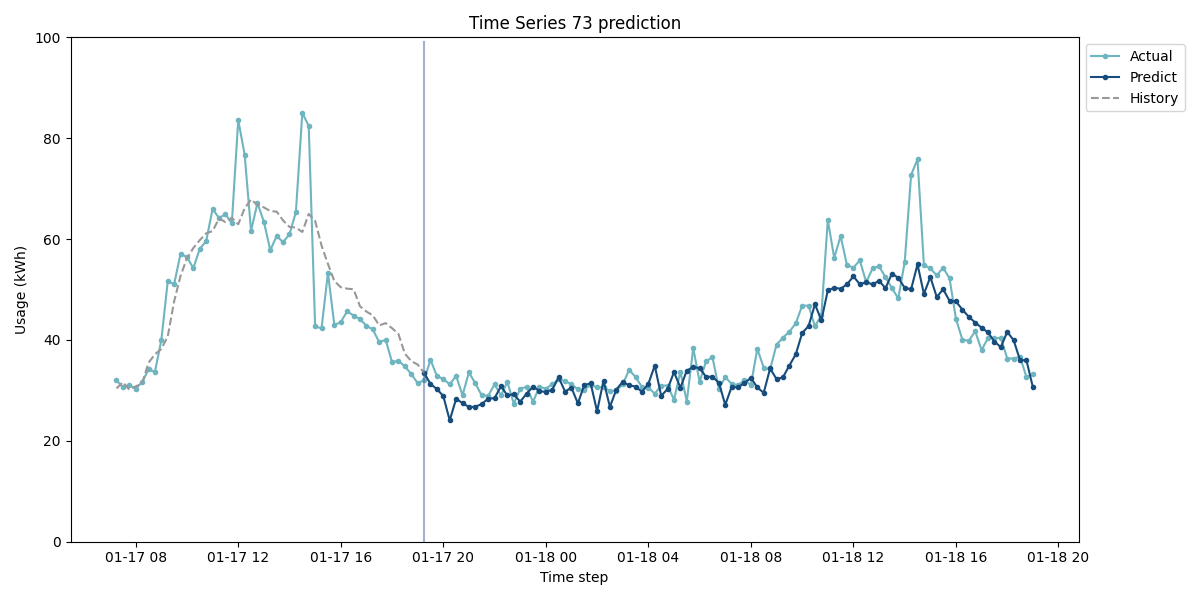 Time Series 73 prediction
Usage (kWh)
100
80
60
40
20
0
01-17 08
01-17 12
01-17 16
01-17 20
01-18 00
01-18 04
01-18 08
01-18 12
01-18 16
01-18 20
Time step
Actual
Predict
History